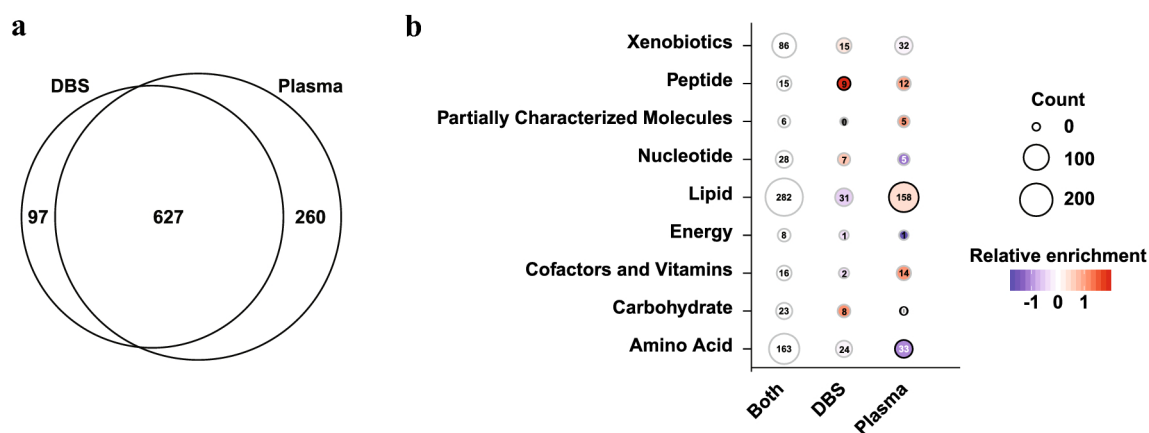 a
DBS
Plasma
97
627
260
b
Xenobiotics 86 15 32
Peptide 15 9 12
Partially Characterized Molecules 6 0 5
Nucleotide 28 7 5
Lipid 282 31 158
Energy 8 1 1
Cofactors and Vitamins 16 2 14
Carbohydrate 23 8 0
Amino Acid 163 24 33
Both DBS Plasma
Count
0
100
200
Relative enrichment
-1 0 1